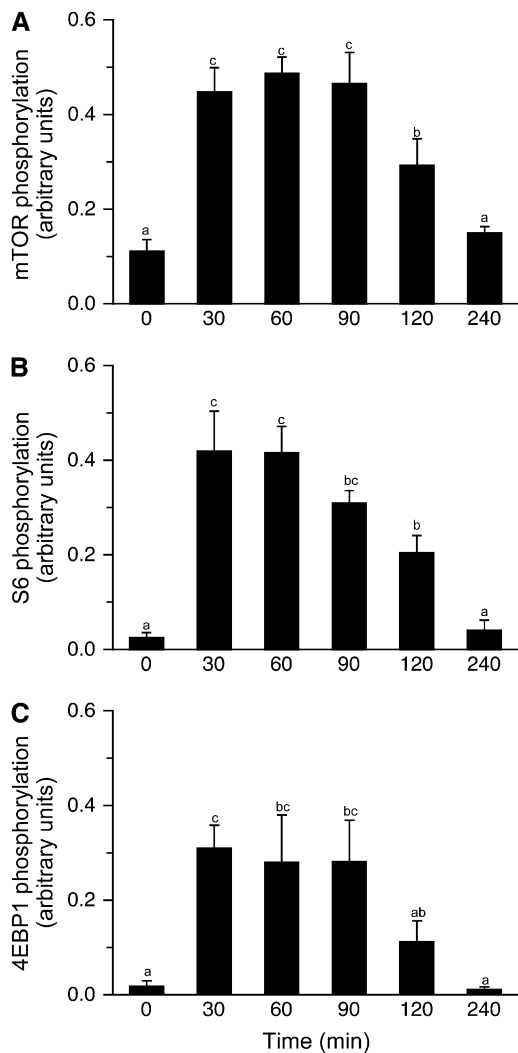 A
mTOR phosphorylation
(arbitrary units)
0.6
0.4
0.2
0.0
a
c
c
c
b
a
0 30 60 90 120 240
B
S6 phosphorylation
(arbitrary units)
0.6
0.4
0.2
0.0
a
c
c
bc
b
a
0 30 60 90 120 240
C
4EBP1 phosphorylation
(arbitrary units)
0.6
0.4
0.2
0.0
a
c
bc
bc
ab
a
0 30 60 90 120 240
Time (min)